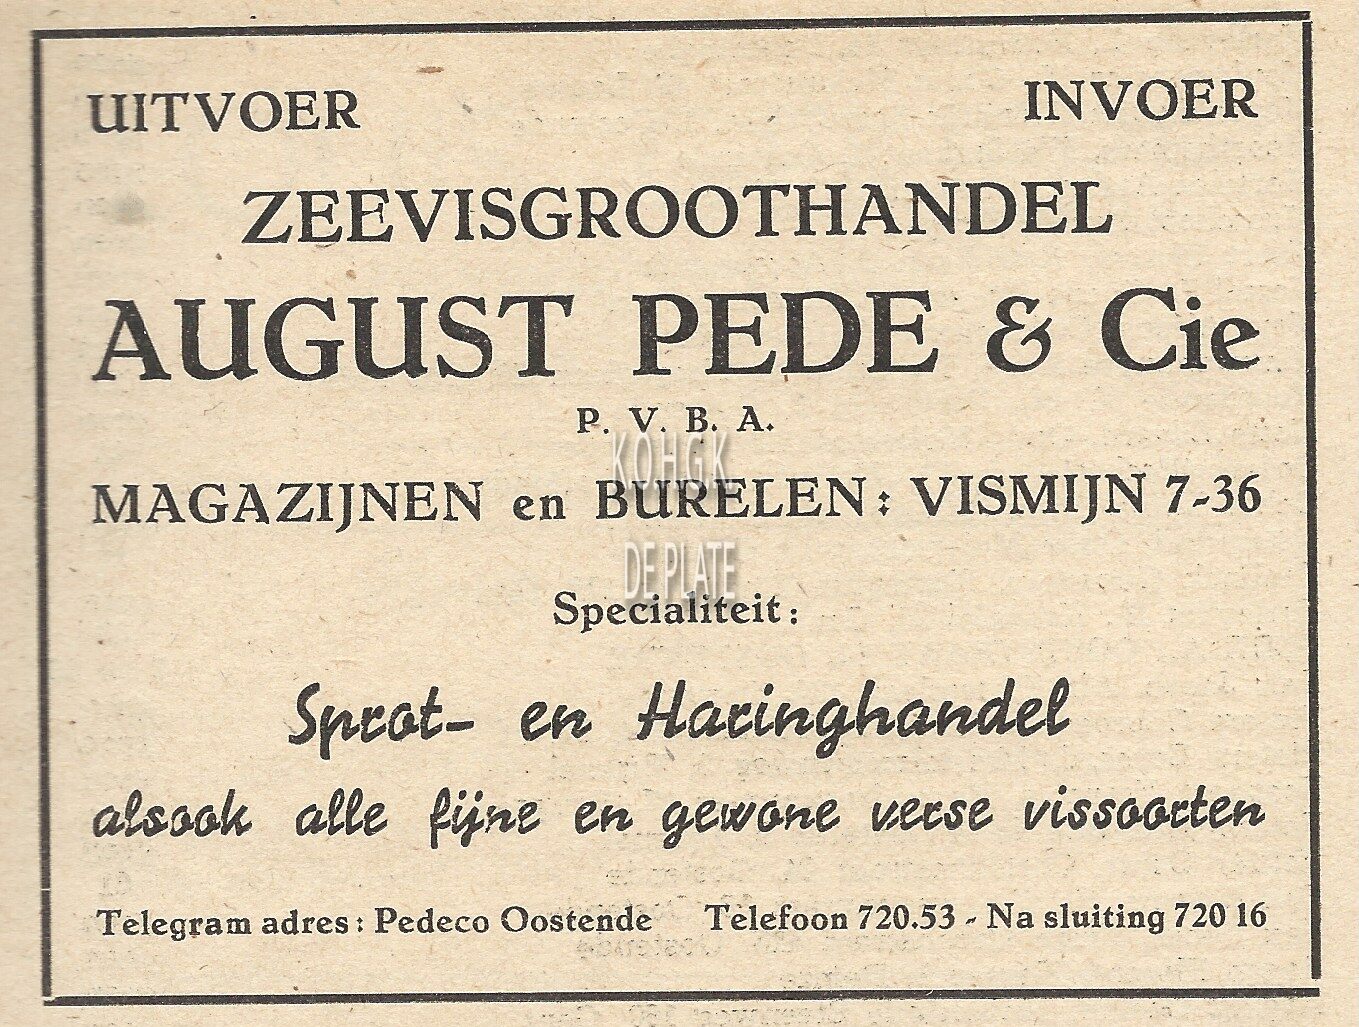 UITVOER INVOER
ZEEVISGROOTHANDEL
AUGUST PEDE & Cie
P. V. B. A.
KOHGK
MAGAZIJNEN en BURELEN: VISMIJN 7-36
DE PLATE
Specialiteit:
Sprot- en Haringhandel
alsook alle fijne en gewone verse vissoorten
Telegram adres: Pedeco Oostende Telefoon 720.53 - Na sluiting 720 16